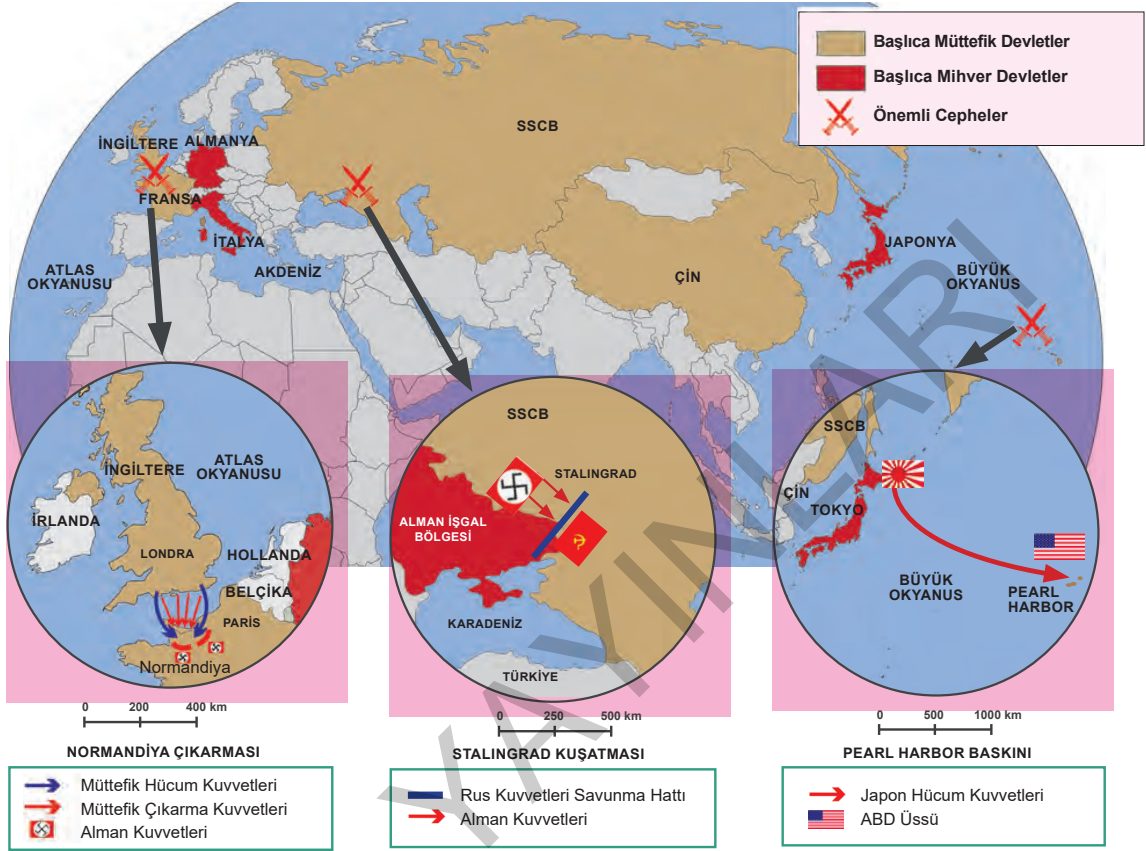 Başlıca Müttefik Devletler
Başlıca Mihver Devletler
Önemli Cepheler
SSCB
İNGİLTERE
ALMANYA
FRANSA
İTALYA
JAPONYA
ATLAS
OKYANUSU
AKDENİZ
ÇİN
BÜYÜK
OKYANUS
İNGİLTERE
ATLAS
OKYANUSU
İRLANDA
LONDRA
HOLLANDA
BELÇİKA
PARİS
Normandiya
0 200 400 km
NORMANDİYA ÇIKARMASI
Müttefik Hücum Kuvvetleri
Müttefik Çıkarma Kuvvetleri
Alman Kuvvetleri
SSCB
STALINGRAD
ALMAN İŞGAL
BÖLGESİ
KARADENİZ
TÜRKİYE
0 250 500 km
STALINGRAD KUŞATMASI
Rus Kuvvetleri Savunma Hattı
Alman Kuvvetleri
SSCB
ÇİN
TOKYO
BÜYÜK
OKYANUS
PEARL
HARBOR
0 500 1000 km
PEARL HARBOR BASKINI
Japon Hücum Kuvvetleri
ABD Üssü
YAYINLARI